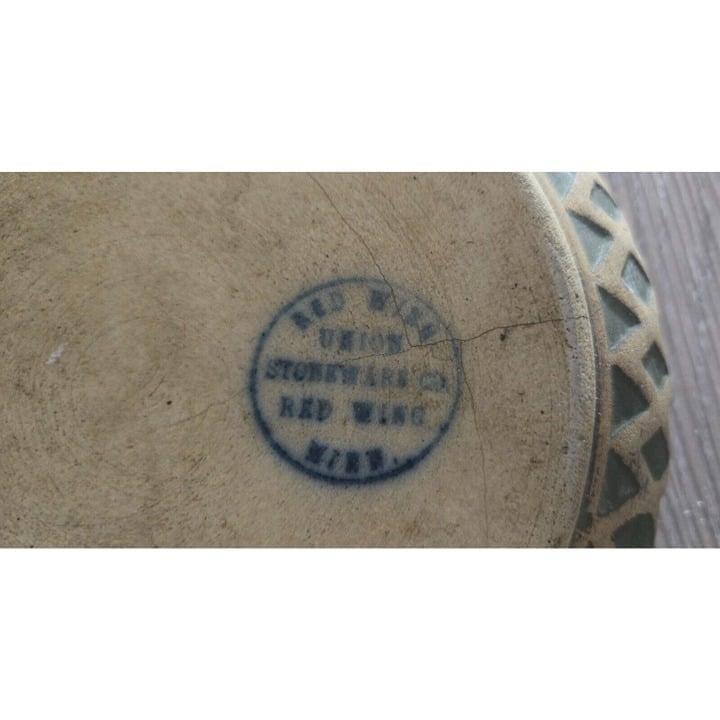 RED WING
UNION
STONEWARE CO.
RED WING
MINN.